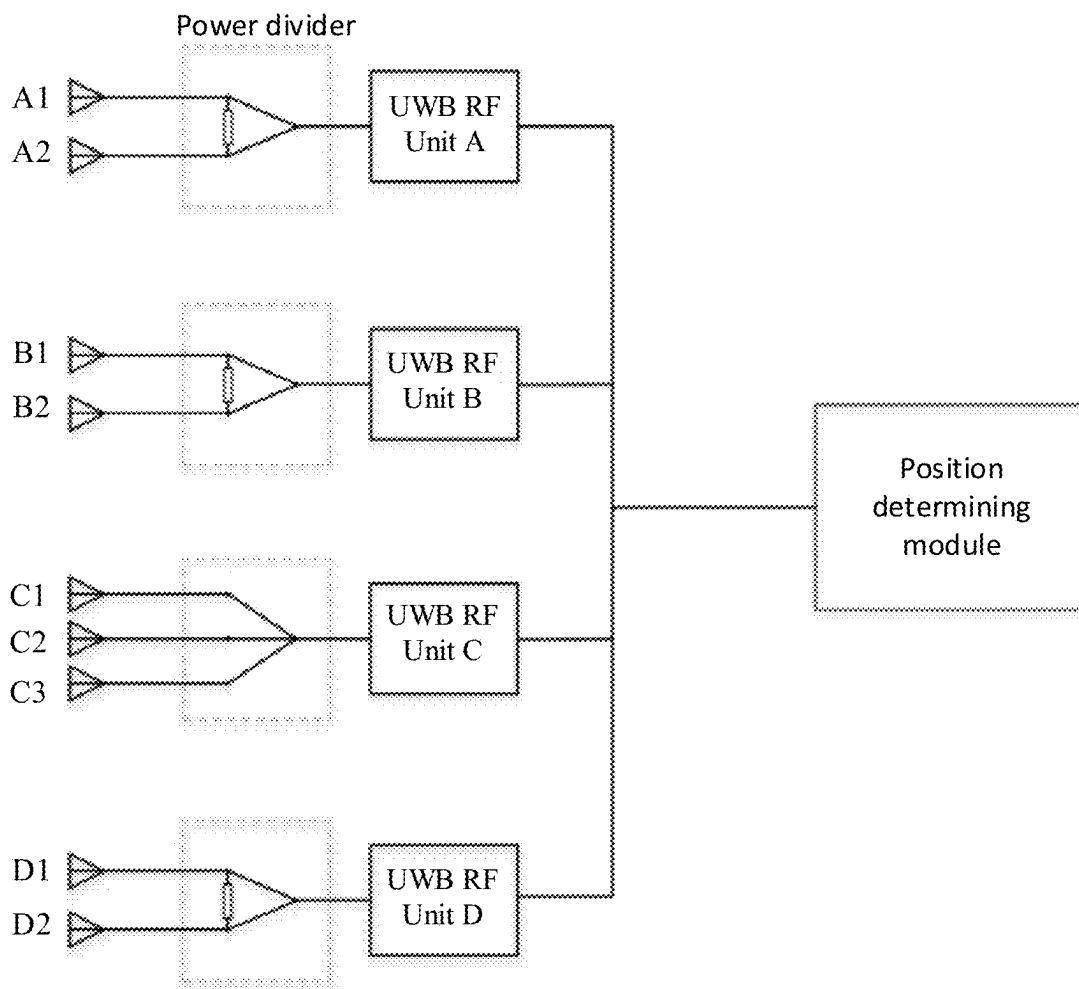 Power divider
A1
A2
UWB RF
Unit A
B1
B2
UWB RF
Unit B
Position
determining
module
C1
C2
C3
UWB RF
Unit C
D1
D2
UWB RF
Unit D